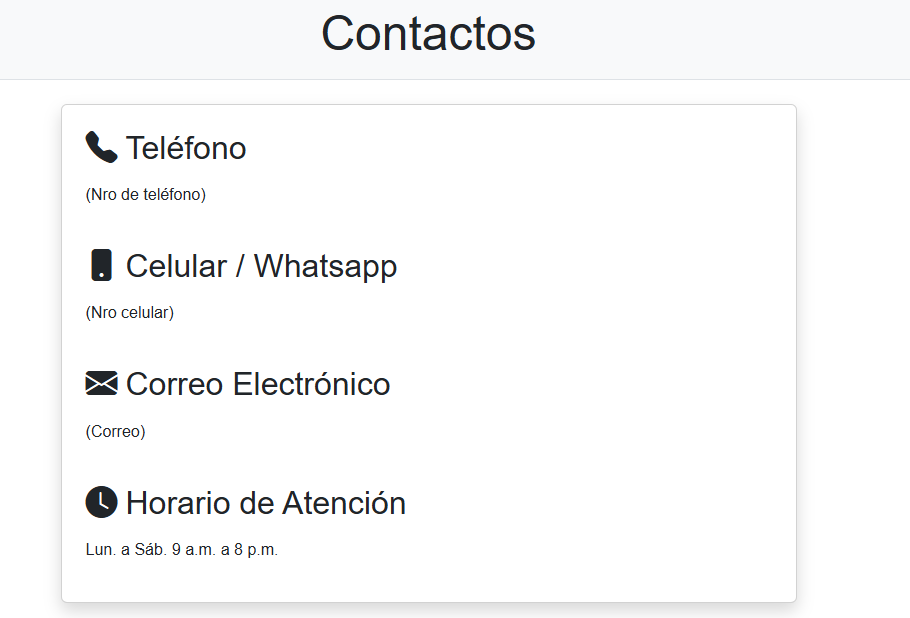 Contactos
Teléfono
(Nro de teléfono)
Celular / Whatsapp
(Nro celular)
Correo Electrónico
(Correo)
Horario de Atención
Lun. a Sáb. 9 a.m. a 8 p.m.